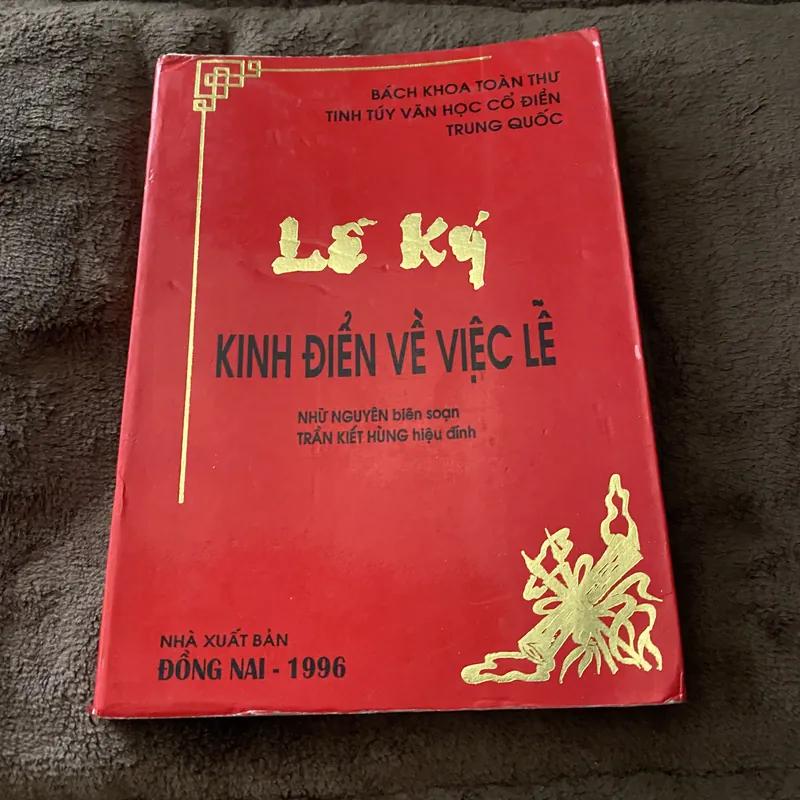 BÁCH KHOA TOÀN THƯ
TINH TÚY VĂN HỌC CỔ ĐIỂN
TRUNG QUỐC
Lễ Ký
KINH ĐIỂN VỀ VIỆC LỄ
NHỮ NGUYÊN biên soạn
TRẦN KIẾT HÙNG hiệu đính
NHÀ XUẤT BẢN
ĐỒNG NAI - 1996